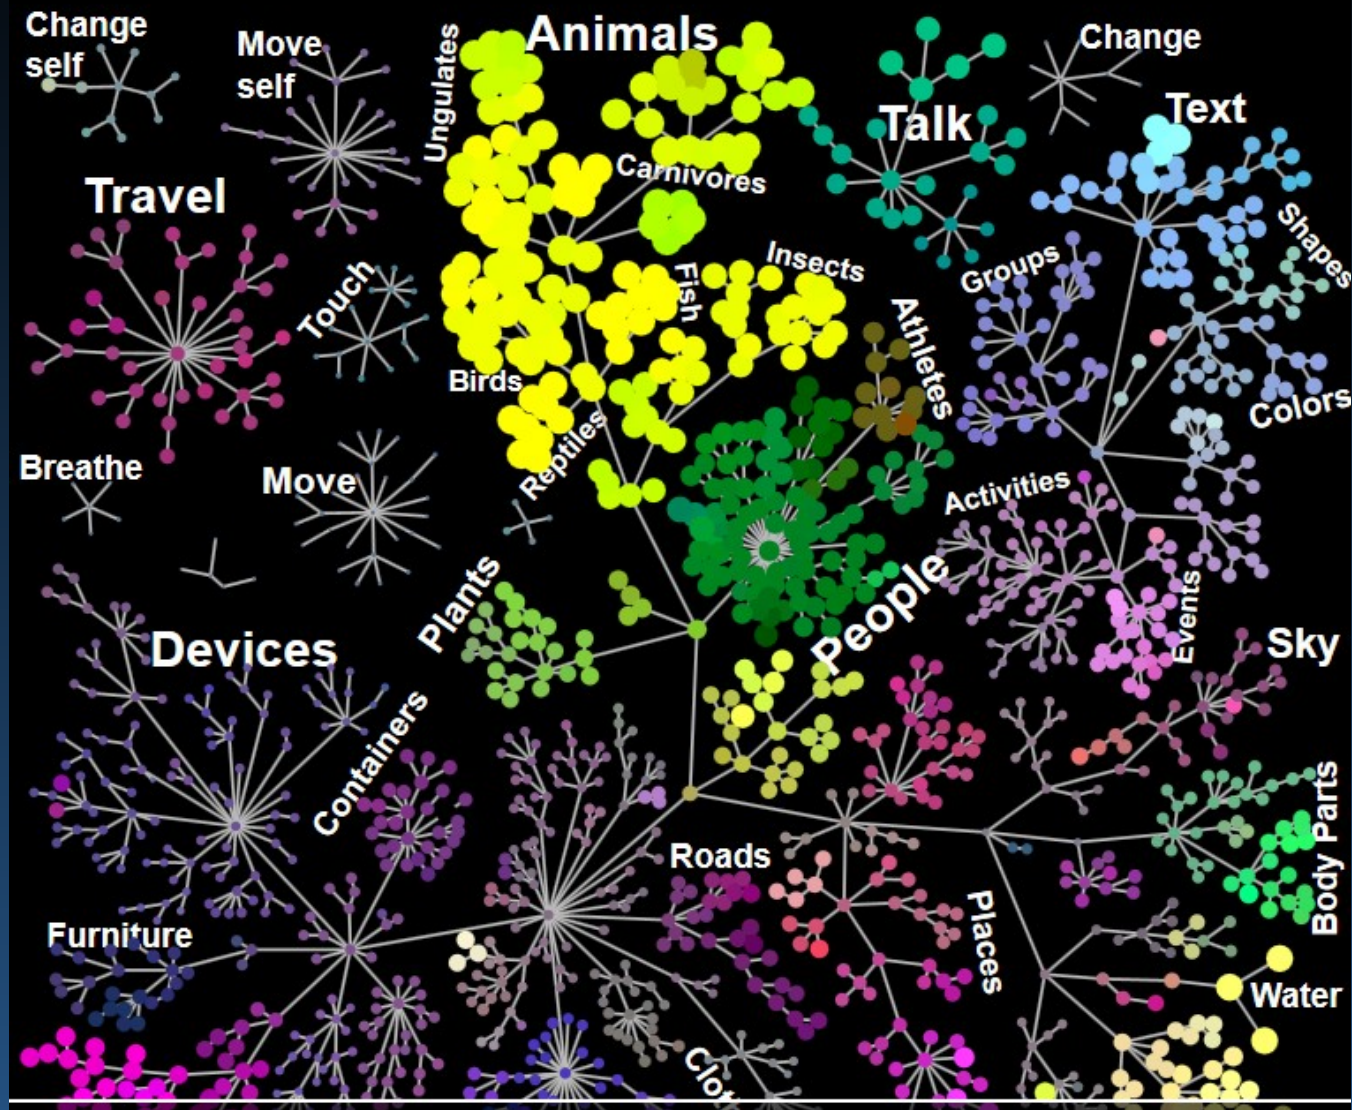 Change
self
Move
self
Ungulates
Animals
Talk
Change
Text
Travel
Carnivores
Shapes
Touch
Fish
Insects
Groups
Athletes
Birds
Reptiles
Colors
Breathe
Move
Activities
Plants
People
Events
Devices
Sky
Containers
Body Parts
Roads
Places
Furniture
Water
Clot